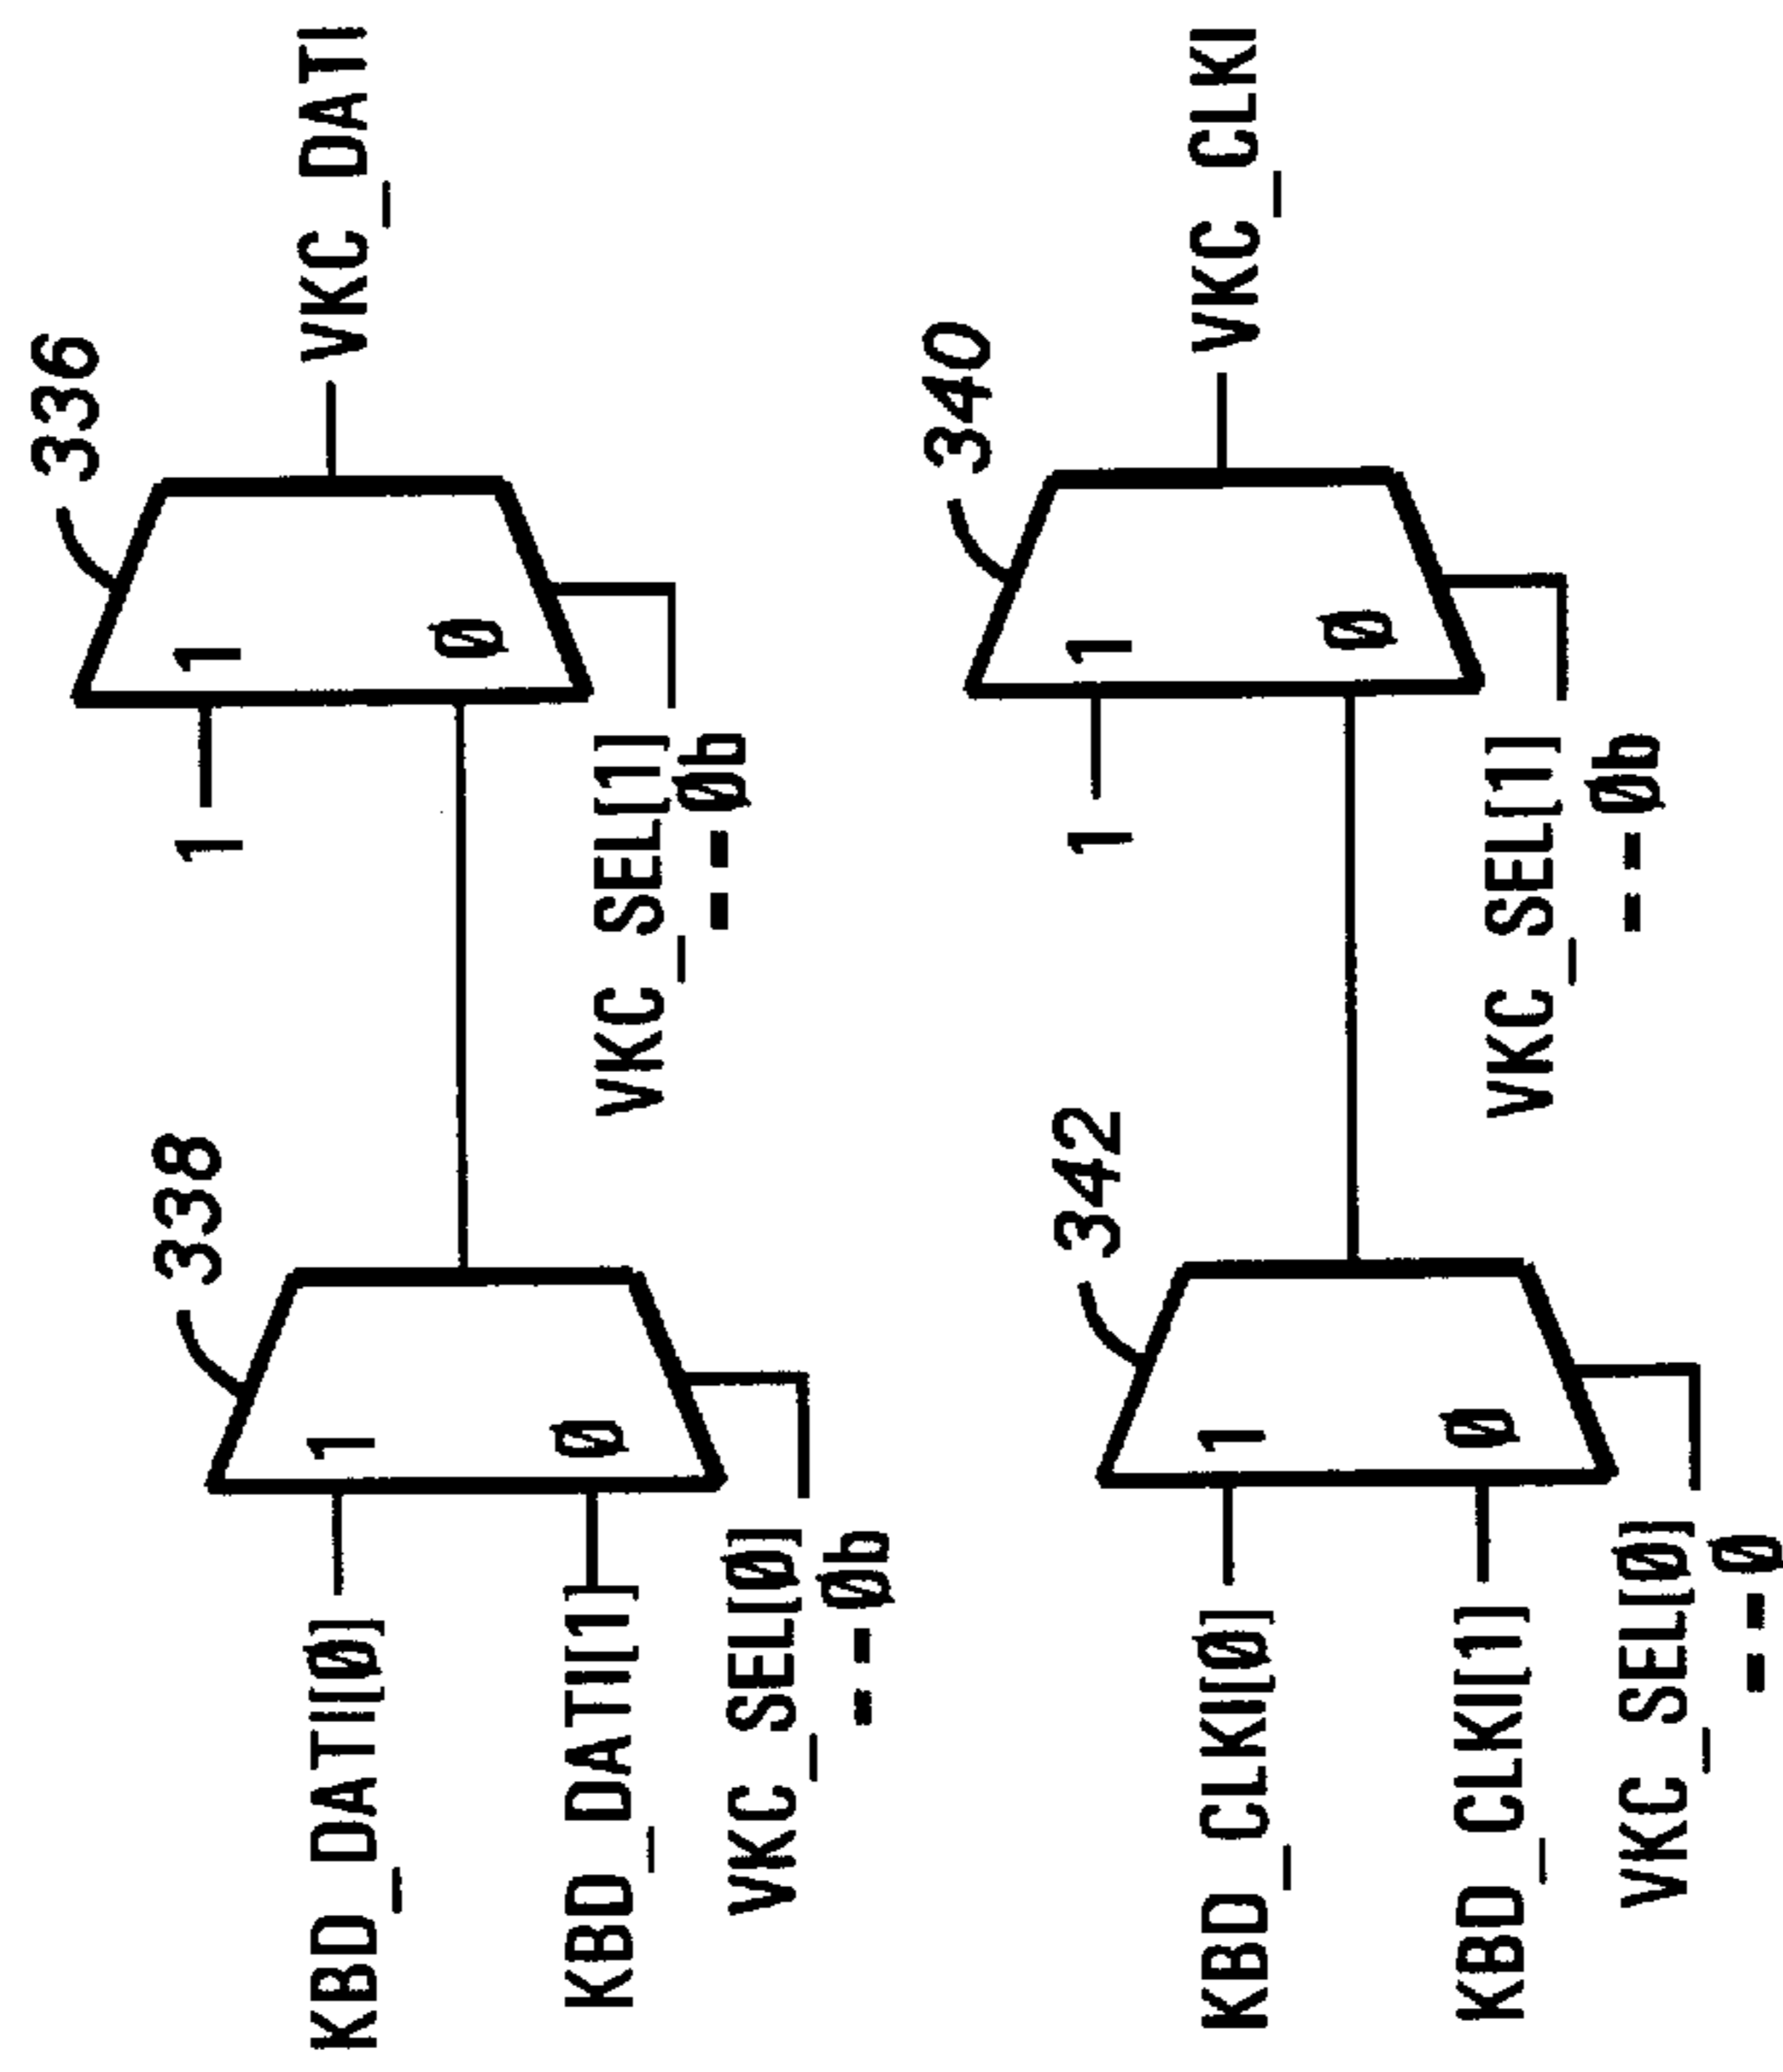 336
1
1
Ø
VKC_DATI
338
KBD_DATI[Ø]
1
KBD_DATI[1]
Ø
VKC_SEL[1]
==Øb
VKC_SEL[Ø]
==Øb
340
1
1
Ø
VKC_CLKI
342
KBD_CLKI[Ø]
1
KBD_CLKI[1]
Ø
VKC_SEL[1]
==Øb
VKC_SEL[Ø]
==Ø